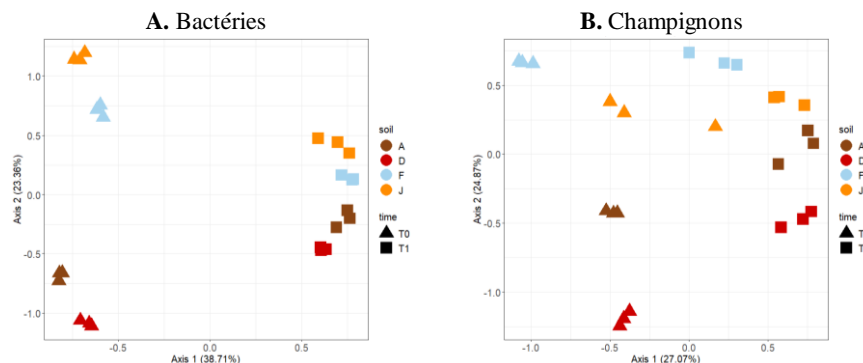 A. Bactéries
B. Champignons
1.0
0.5
0.0
-0.5
-1.0
Axis 2 (23.36%)
-0.5
0.0
0.5
Axis 1 (38.71%)
soil
A
D
F
J
time
T0
T1
0.5
0.0
-0.5
-1.0
Axis 2 (24.87%)
-1.0
-0.5
0.0
0.5
Axis 1 (27.07%)
soil
A
D
F
J
time
T
T